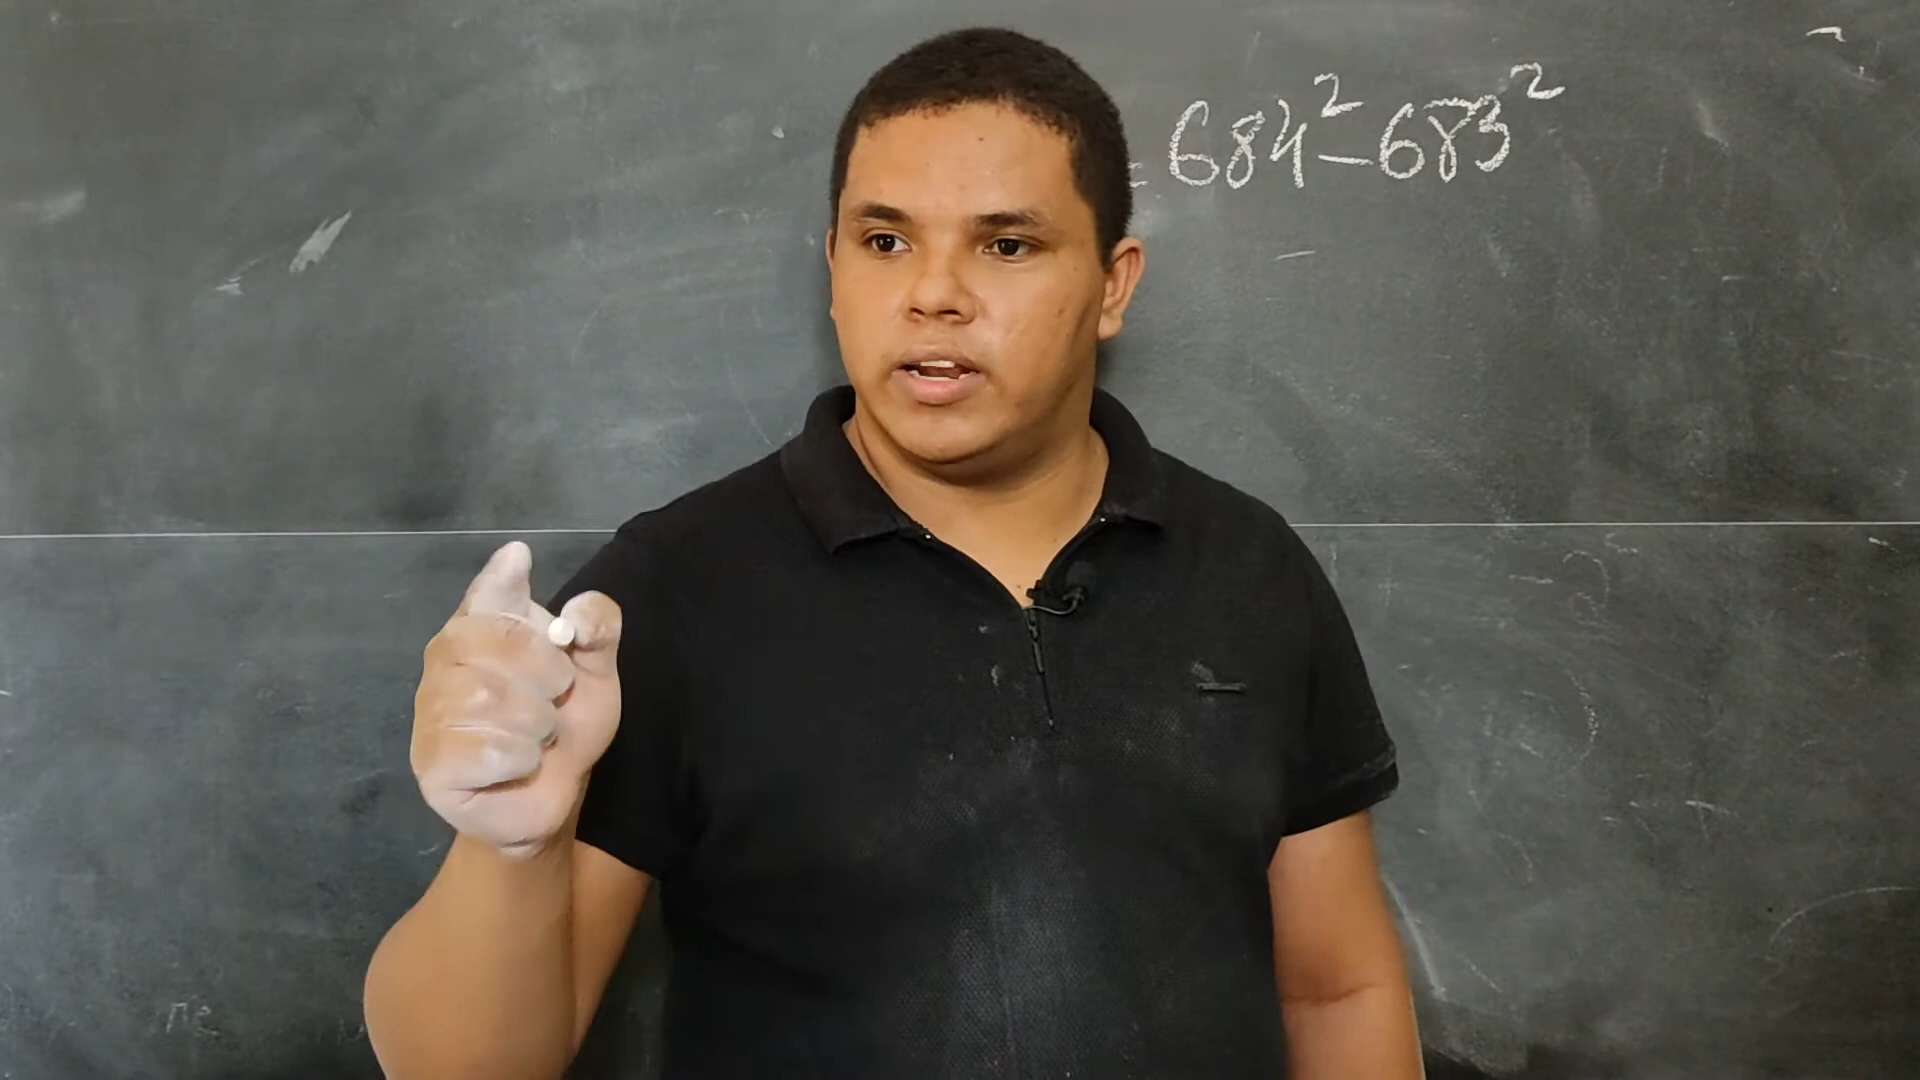 = 684² - 683²